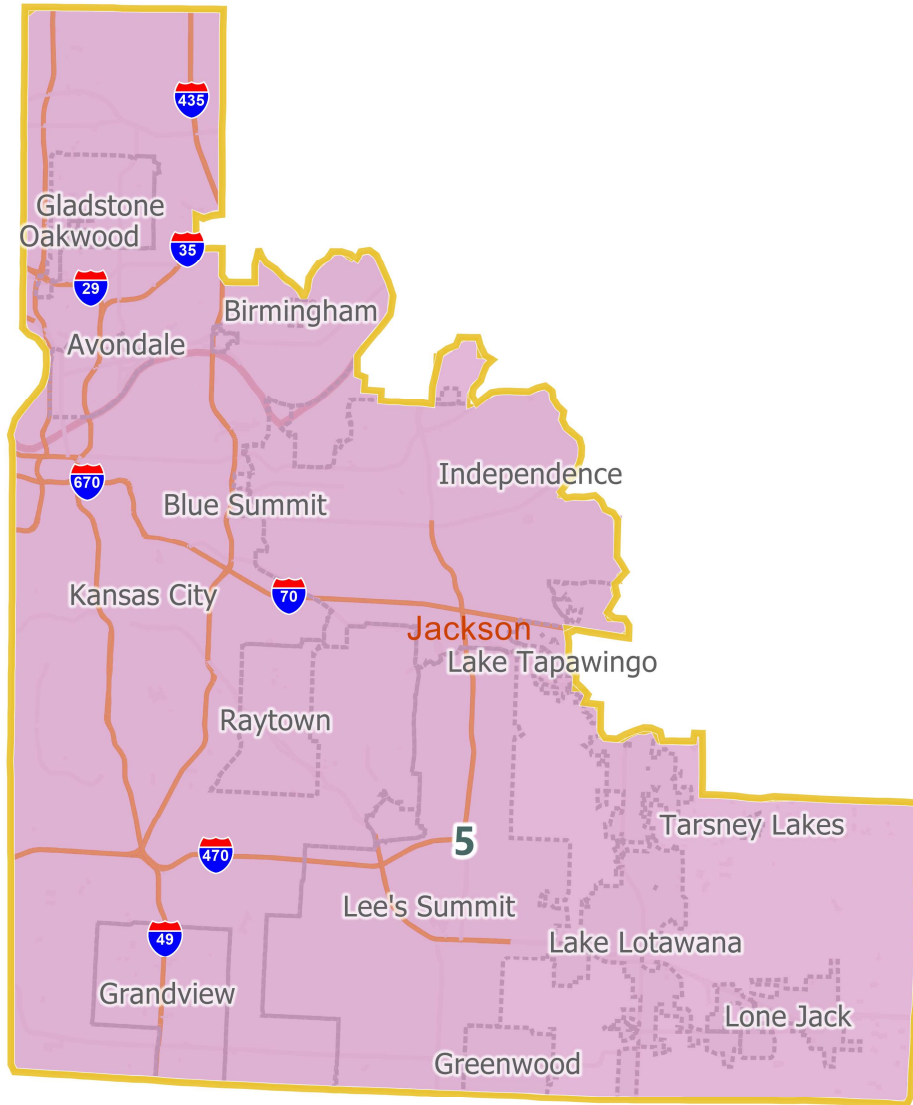 435
Gladstone
Oakwood
35
29
Birmingham
Avondale
Independence
670
Blue Summit
Kansas City
70
Jackson
Lake Tapawingo
Raytown
Tarsney Lakes
5
470
Lee's Summit
49
Lake Lotawana
Grandview
Lone Jack
Greenwood